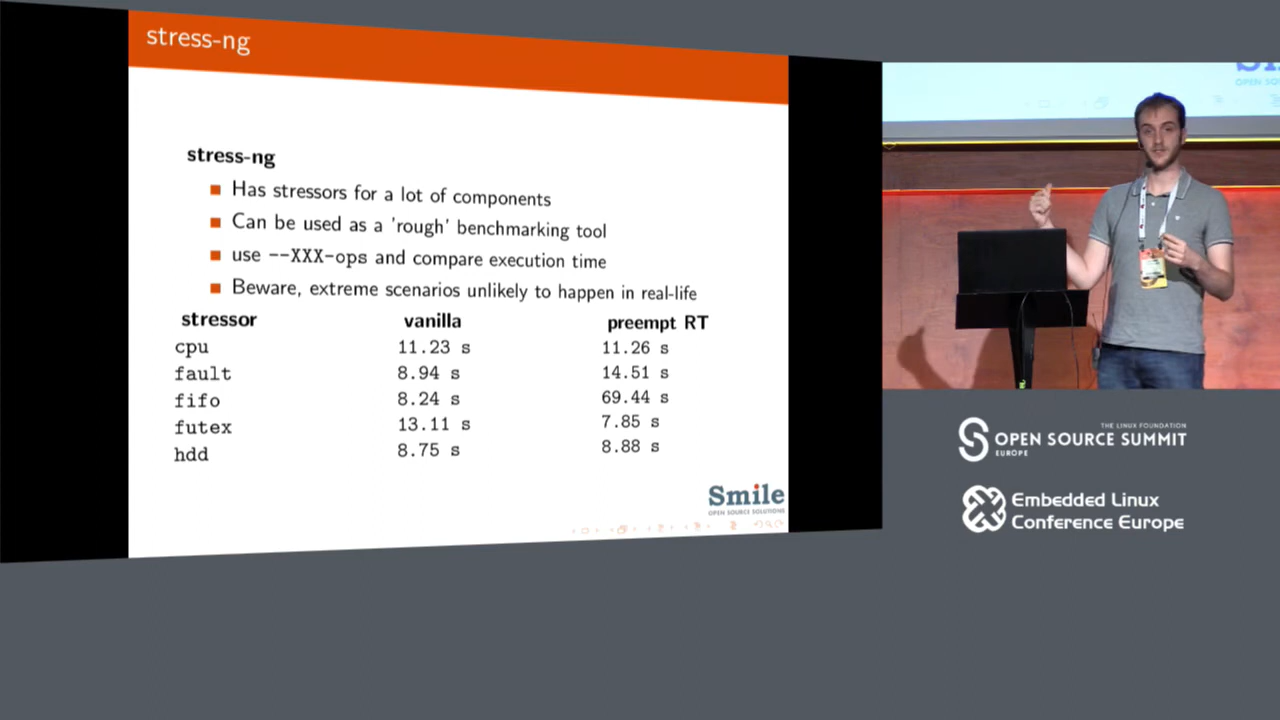 stress-ng
stress-ng
Has stressors for a lot of components
Can be used as a 'rough' benchmarking tool
use --XXX-ops and compare execution time
Beware, extreme scenarios unlikely to happen in real-life
stressor vanilla preempt RT
cpu 11.23 s 11.26 s
fault 8.94 s 14.51 s
fifo 8.24 s 69.44 s
futex 13.11 s 7.85 s
hdd 8.75 s 8.88 s
Smile
OPEN SOURCE SOLUTIONS
THE LINUX FOUNDATION
OPEN SOURCE SUMMIT
EUROPE
Embedded Linux
Conference Europe